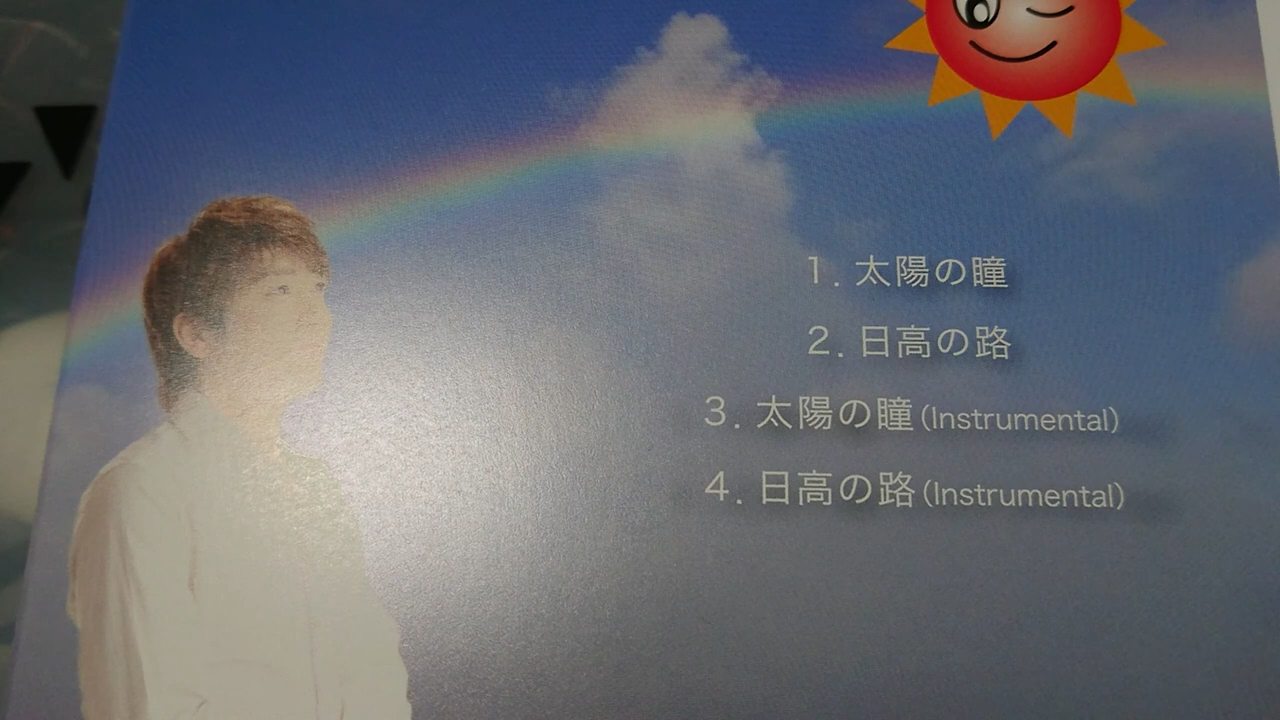 1. 太陽の瞳
2. 日高の路
3. 太陽の瞳(Instrumental)
4. 日高の路(Instrumental)